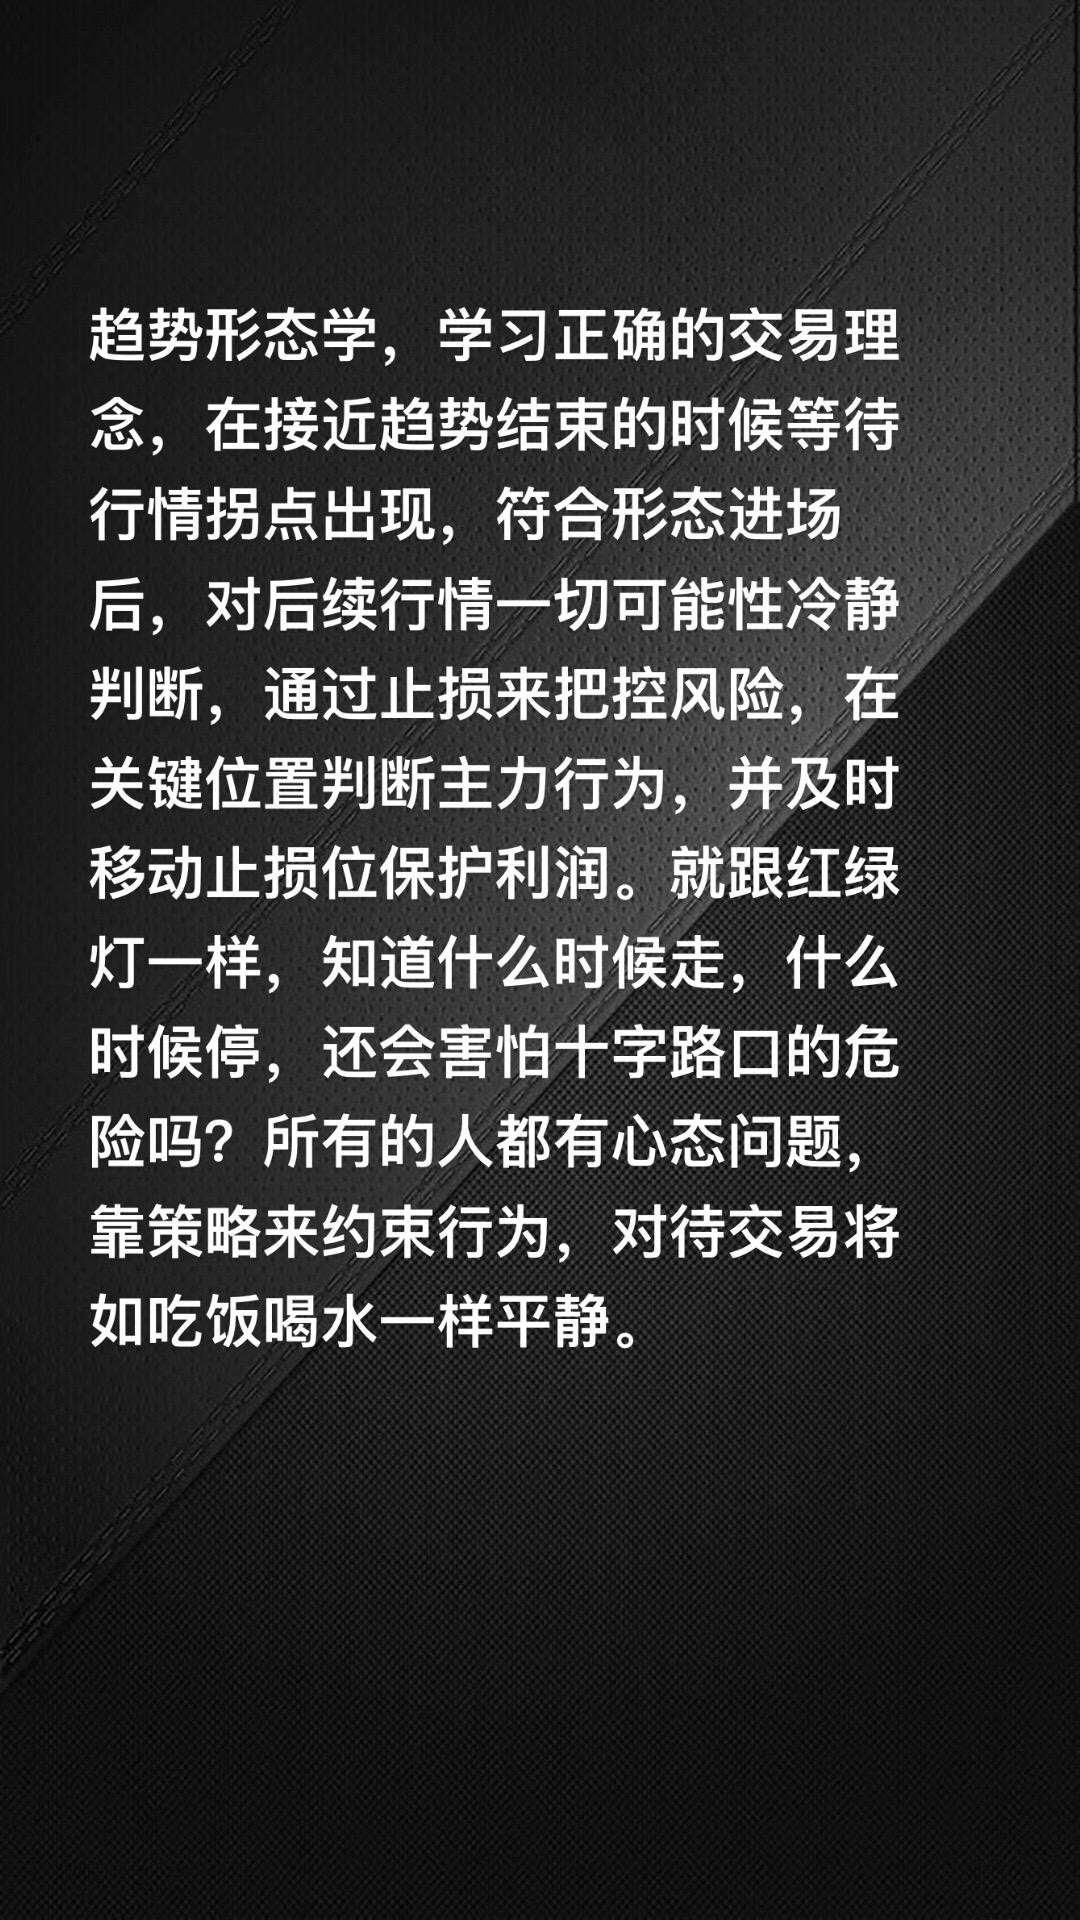 趋势形态学，学习正确的交易理
念，在接近趋势结束的时候等待
行情拐点出现，符合形态进场
后，对后续行情一切可能性冷静
判断，通过止损来把控风险，在
关键位置判断主力行为，并及时
移动止损位保护利润。就跟红绿
灯一样，知道什么时候走，什么
时候停，还会害怕十字路口的危
险吗？所有的人都有心态问题，
靠策略来约束行为，对待交易将
如吃饭喝水一样平静。